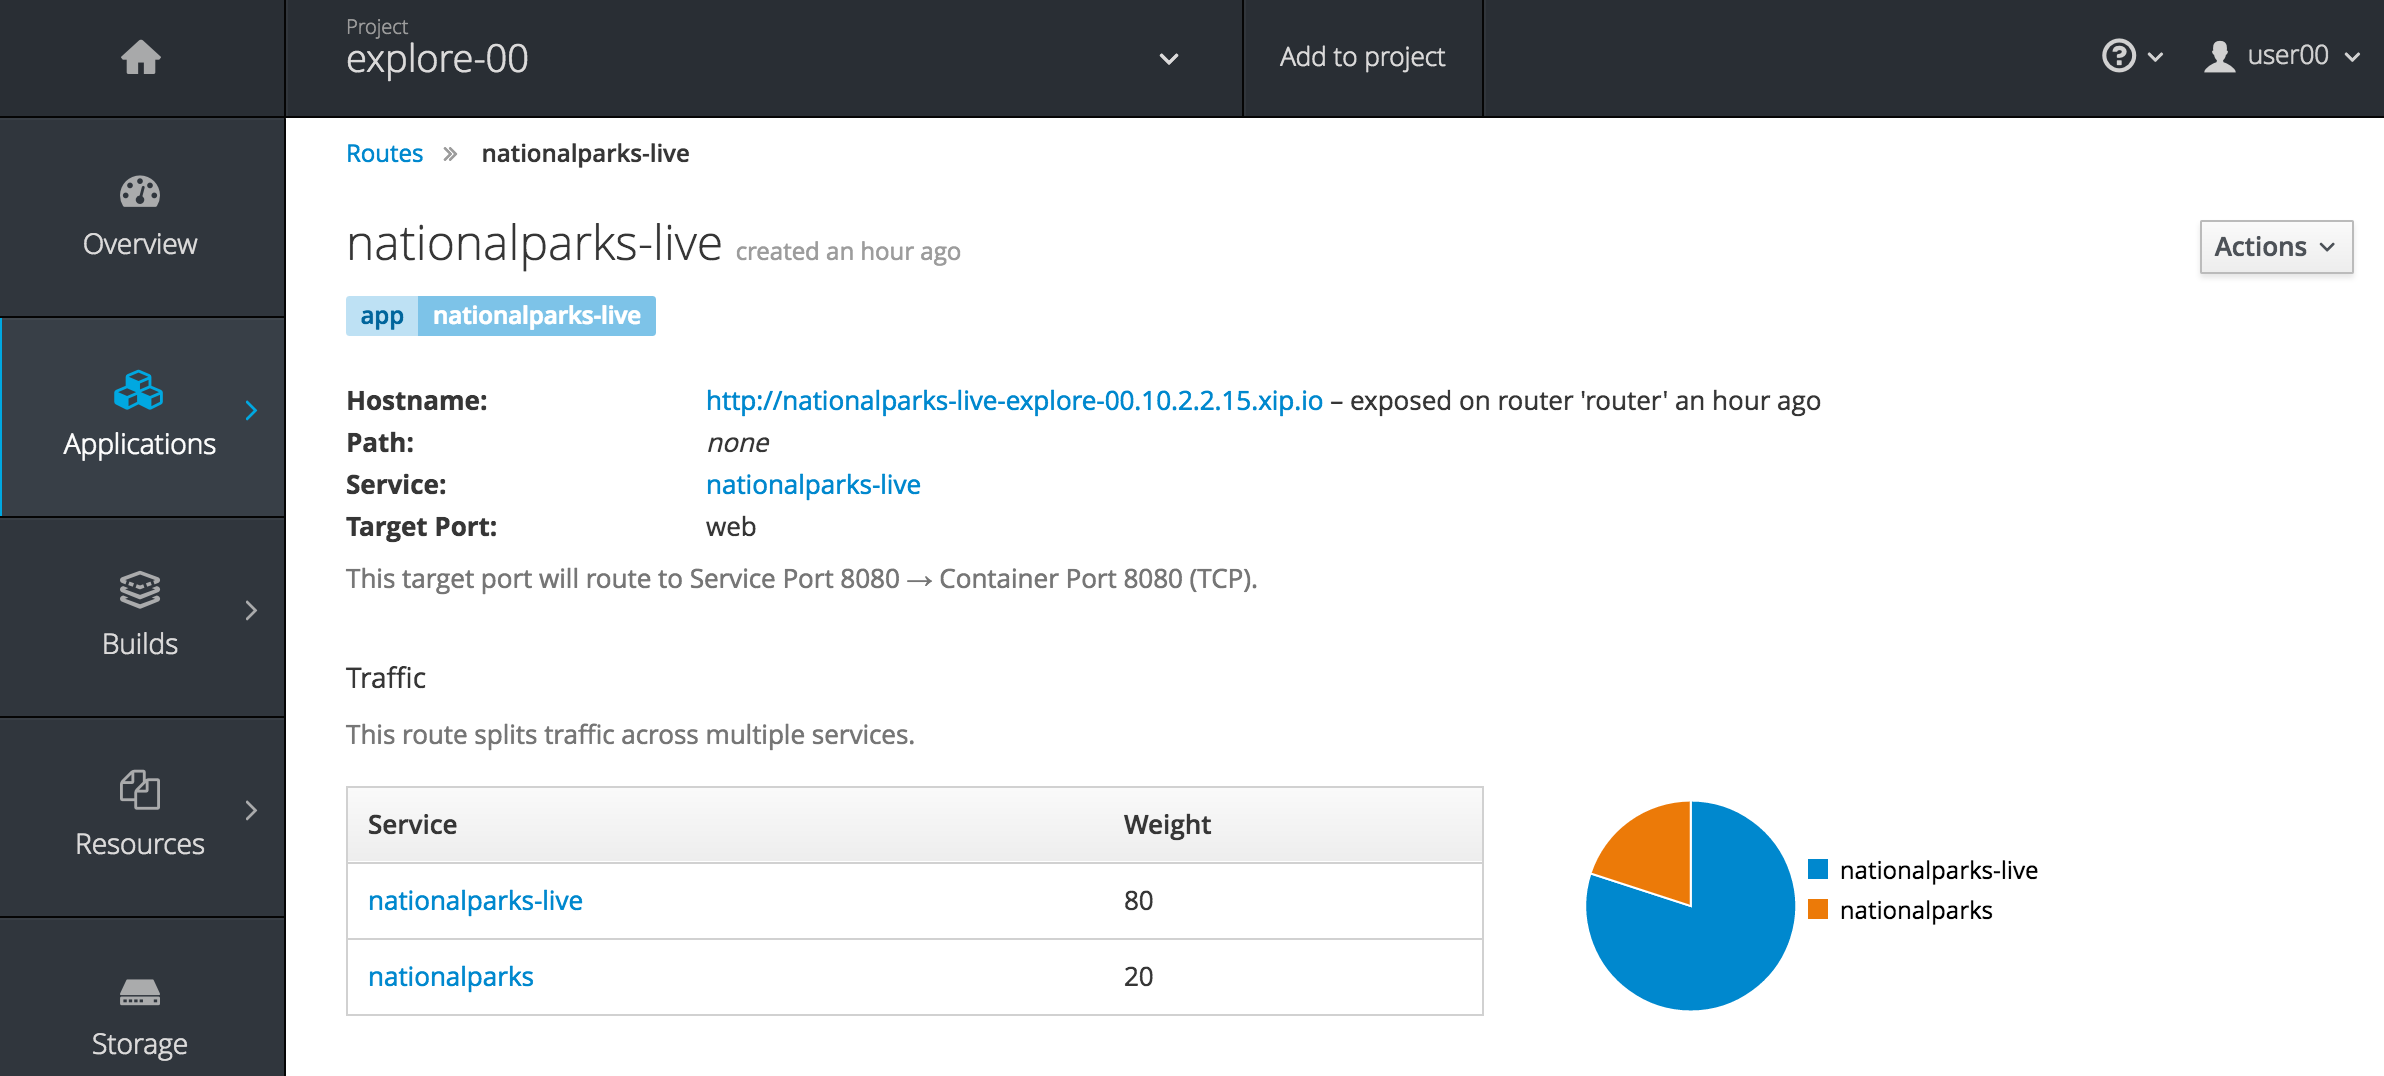 Project
explore-00
Add to project
user00
Overview
Applications
Builds
Resources
Storage
Routes » nationalparks-live
nationalparks-live created an hour ago
Actions
app nationalparks-live
Hostname: http://nationalparks-live-explore-00.10.2.2.15.xip.io – exposed on router 'router' an hour ago
Path: none
Service: nationalparks-live
Target Port: web
This target port will route to Service Port 8080 → Container Port 8080 (TCP).
Traffic
This route splits traffic across multiple services.
Service Weight
nationalparks-live 80
nationalparks 20
nationalparks-live
nationalparks